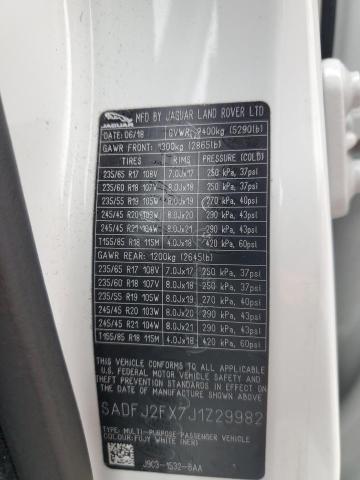 JAGUAR
MFD BY JAGUAR LAND ROVER LTD
DATE: 06/18 GVWR: 2400kg (5290lb)
GAWR FRONT: 1300kg (2865lb)
TIRES RIMS PRESSURE (COLD)
235/65 R17 108V 7.0Jx17 250 kPa, 37psi
235/60 R18 107V 8.0Jx18 250 kPa, 37psi
235/55 R19 105W 8.0Jx19 270 kPa, 40psi
245/45 R20 103W 8.0Jx20 290 kPa, 43psi
245/45 R21 104W 8.0Jx21 290 kPa, 43psi
T155/85 R18 115M 4.0Jx18 420 kPa, 60psi
GAWR REAR: 1200kg (2645lb)
235/65 R17 108V 7.0Jx17 250 kPa, 37psi
235/60 R18 107V 8.0Jx18 250 kPa, 37psi
235/55 R19 105W 8.0Jx19 270 kPa, 40psi
245/45 R20 103W 8.0Jx20 290 kPa, 43psi
245/45 R21 104W 8.0Jx21 290 kPa, 43psi
T155/85 R18 115M 4.0Jx18 420 kPa, 60psi
THIS VEHICLE CONFORMS TO ALL APPLICABLE
U.S. FEDERAL MOTOR VEHICLE SAFETY
AND THEFT PREVENTION STANDARDS IN EFFECT
ON THE DATE OF MANUFACTURE SHOWN ABOVE
SADFJ2FX7J1Z29982
TYPE: MULTI-PURPOSE PASSENGER VEHICLE
COLOUR: FUJI WHITE (NER)
J9C3-1532-BAA